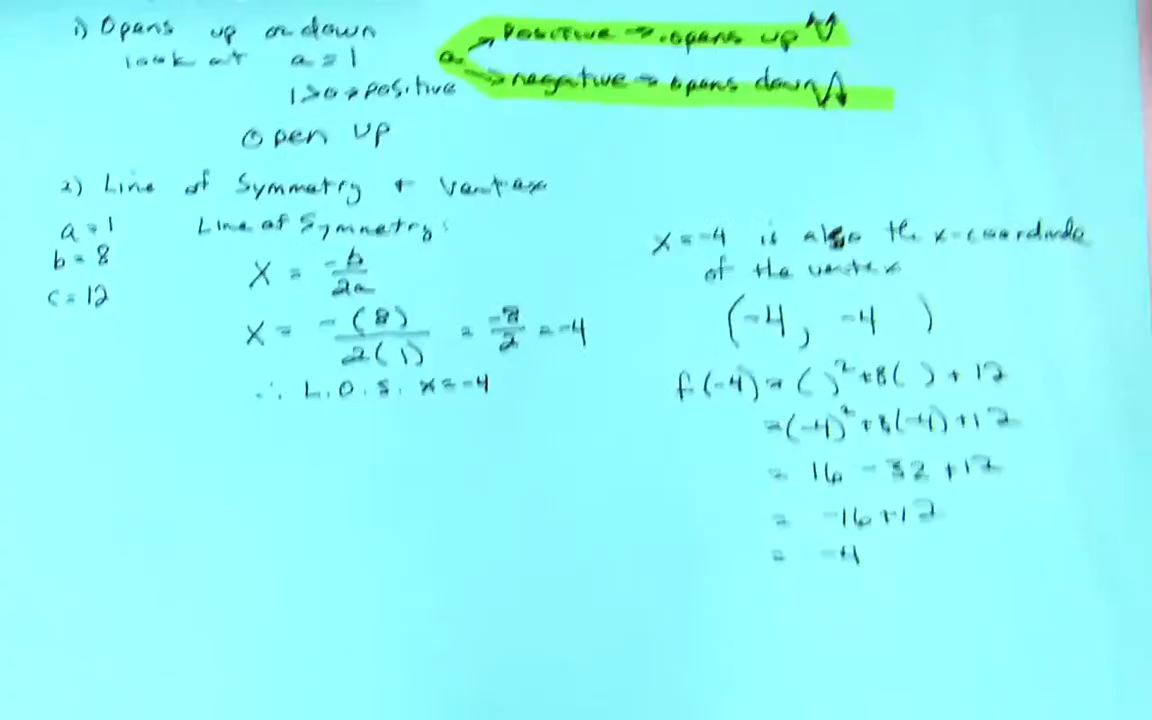 1) Opens up or down
look at a = 1
1 > 0 → positive
a → positive → opens up
→ negative → opens down
Open up
2) Line of Symmetry + Vertex
a = 1
b = 8
c = 12
Line of Symmetry:
x = -b/2a
x = -(8)/2(1) = -8/2 = -4
∴ L.O.S. x = -4
x = -4 is also the x-coordinate
of the vertex
(-4, -4)
f(-4) = ( )² + 8( ) + 12
= (-4)² + 8(-4) + 12
= 16 - 32 + 12
= -16 + 12
= -4